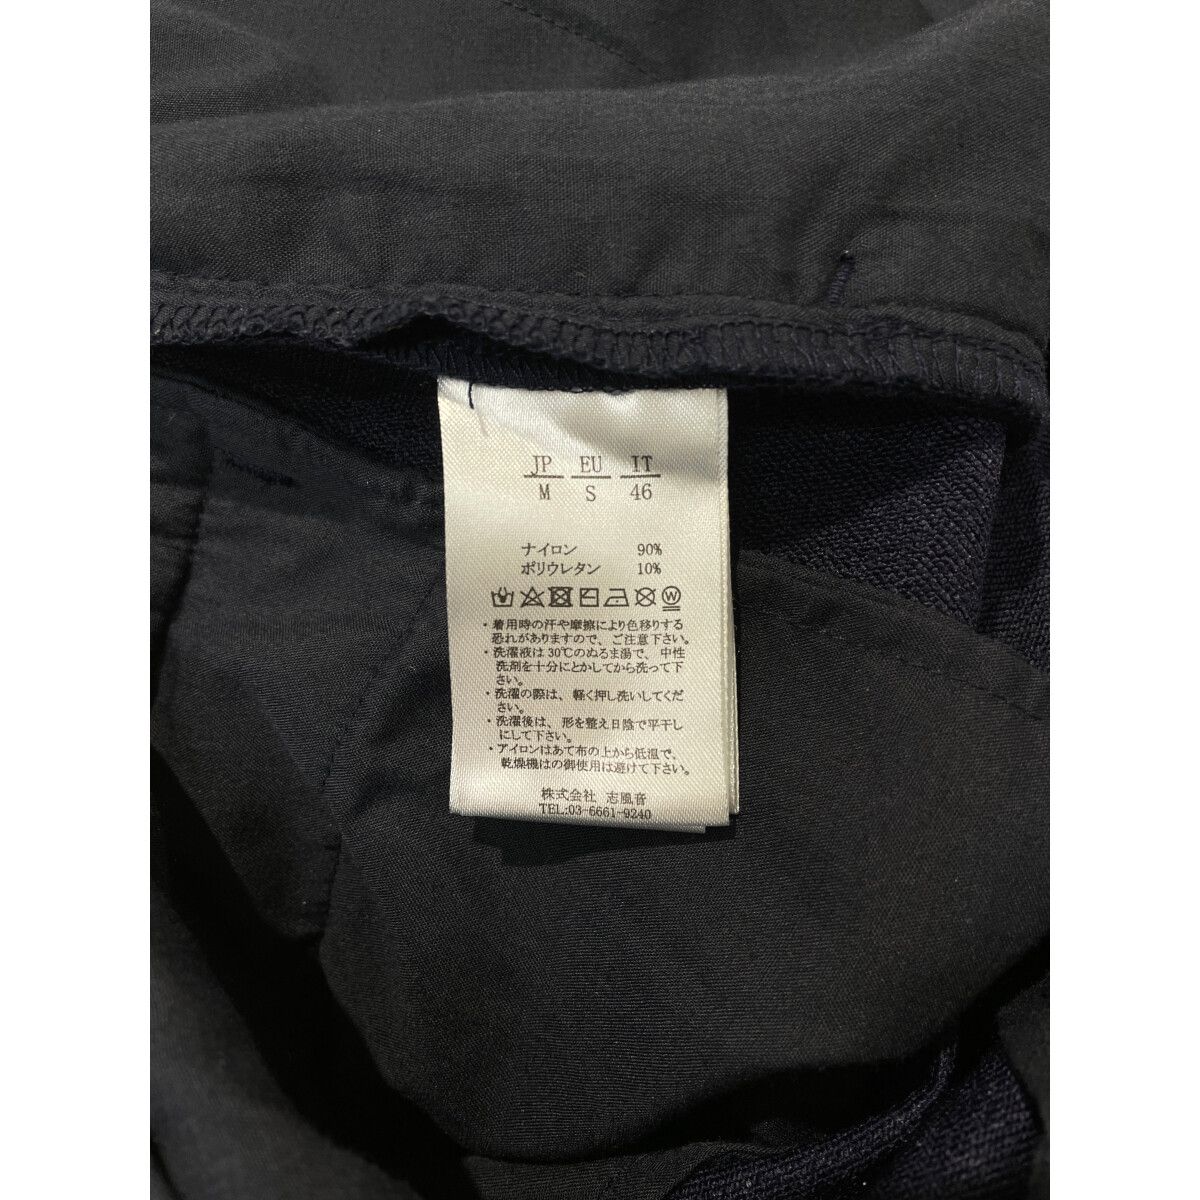 JP EU IT
M S 46
ナイロン 90%
ポリウレタン 10%
W
・着用時の汗や摩擦により色移りする
恐れがありますので、ご注意下さい。
・洗濯液は30℃のぬるま湯で、中性
洗剤を十分にとかしてから洗って下
さい。
・洗濯の際は、軽く押し洗いしてくだ
さい。
・洗濯後は、形を整え日陰で平干し
にして下さい。
・アイロンはあて布の上から低温で、
乾燥機はの御使用は避けて下さい。
株式会社 志風音
TEL:03-6661-9240